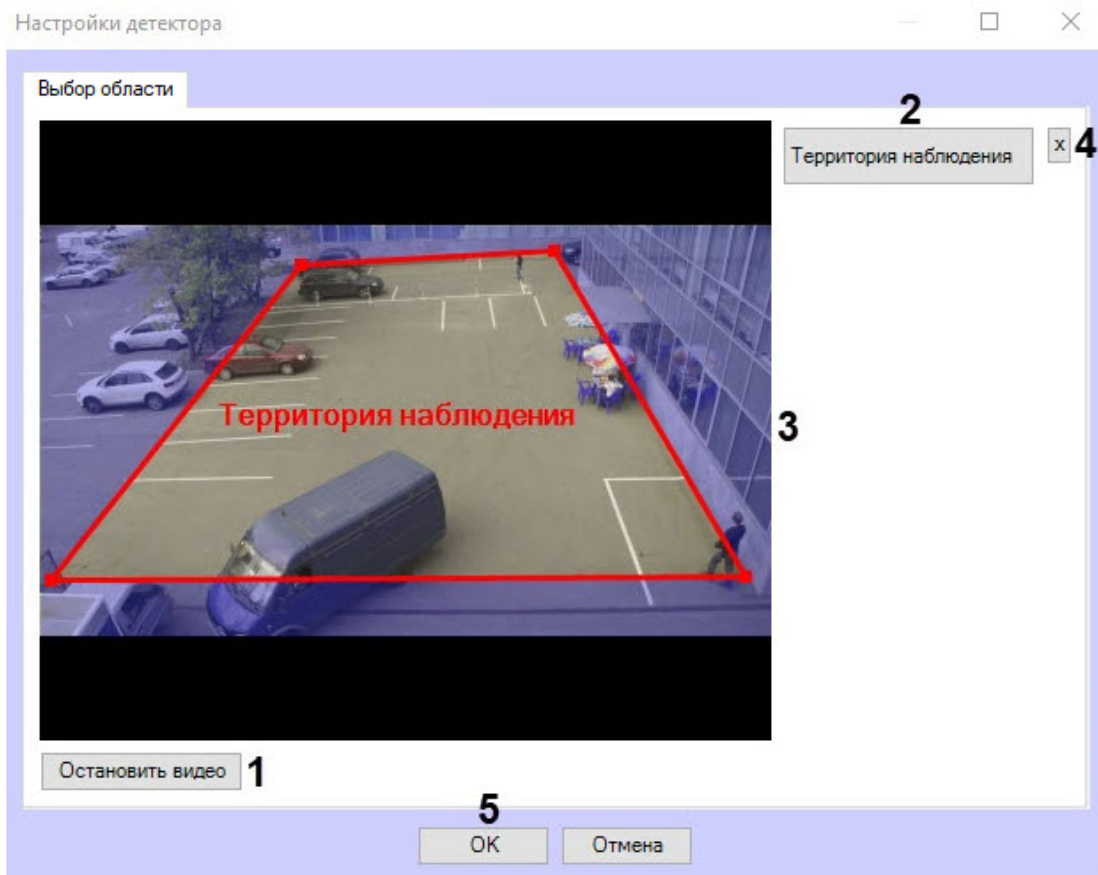 Настройки детектора
Выбор области
2
Территория наблюдения
x 4
Территория наблюдения
3
Остановить видео 1
5
OK
Отмена